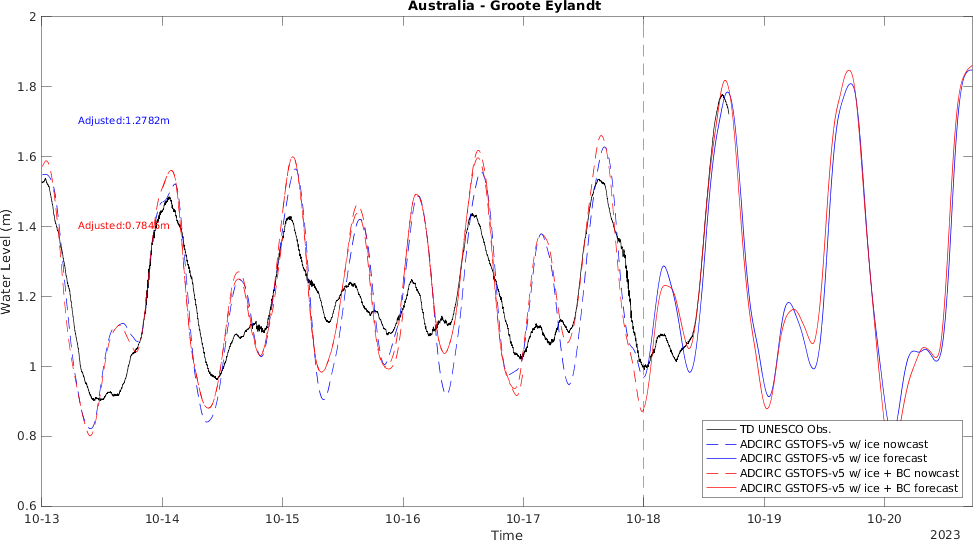 Australia - Groote Eylandt
Water Level (m)
2
1.8
1.6
1.4
1.2
1
0.8
0.6
Adjusted:1.2782m
Adjusted:0.7846m
TD UNESCO Obs.
ADCIRC GSTOFS-v5 w/ ice nowcast
ADCIRC GSTOFS-v5 w/ ice forecast
ADCIRC GSTOFS-v5 w/ ice + BC nowcast
ADCIRC GSTOFS-v5 w/ ice + BC forecast
10-13 10-14 10-15 10-16 10-17 10-18 10-19 10-20
Time
2023